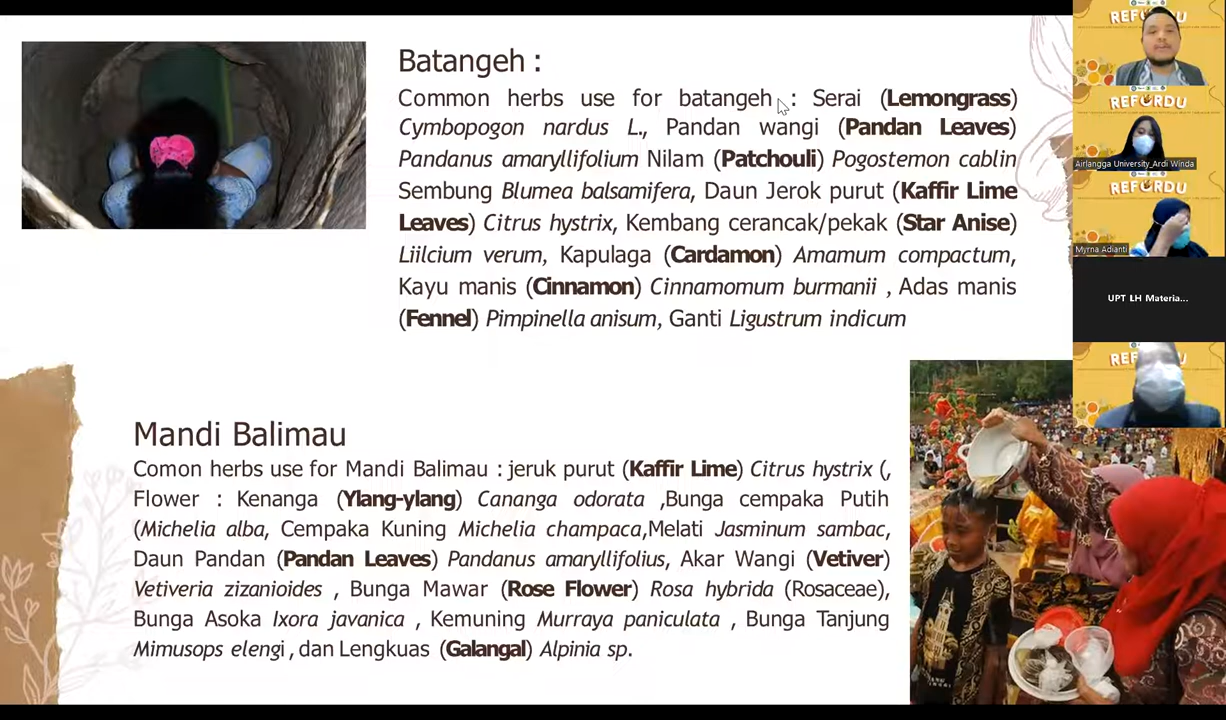 Batangeh :
Common herbs use for batangeh : Serai (Lemongrass)
Cymbopogon nardus L., Pandan wangi (Pandan Leaves)
Pandanus amaryllifolium Nilam (Patchouli) Pogostemon cablin
Sembung Blumea balsamifera, Daun Jerok purut (Kaffir Lime
Leaves) Citrus hystrix, Kembang cerancak/pekak (Star Anise)
Liilcium verum, Kapulaga (Cardamon) Amamum compactum,
Kayu manis (Cinnamon) Cinnamomum burmanii , Adas manis
(Fennel) Pimpinella anisum, Ganti Ligustrum indicum
Mandi Balimau
Comon herbs use for Mandi Balimau : jeruk purut (Kaffir Lime) Citrus hystrix (,
Flower : Kenanga (Ylang-ylang) Cananga odorata ,Bunga cempaka Putih
(Michelia alba, Cempaka Kuning Michelia champaca,Melati Jasminum sambac,
Daun Pandan (Pandan Leaves) Pandanus amaryllifolius, Akar Wangi (Vetiver)
Vetiveria zizanioides , Bunga Mawar (Rose Flower) Rosa hybrida (Rosaceae),
Bunga Asoka Ixora javanica , Kemuning Murraya paniculata , Bunga Tanjung
Mimusops elengi , dan Lengkuas (Galangal) Alpinia sp.
REFORDU
Airlangga University_Ardi Winda
REFORDU
Myrna Adianti
UPT LH Materia...